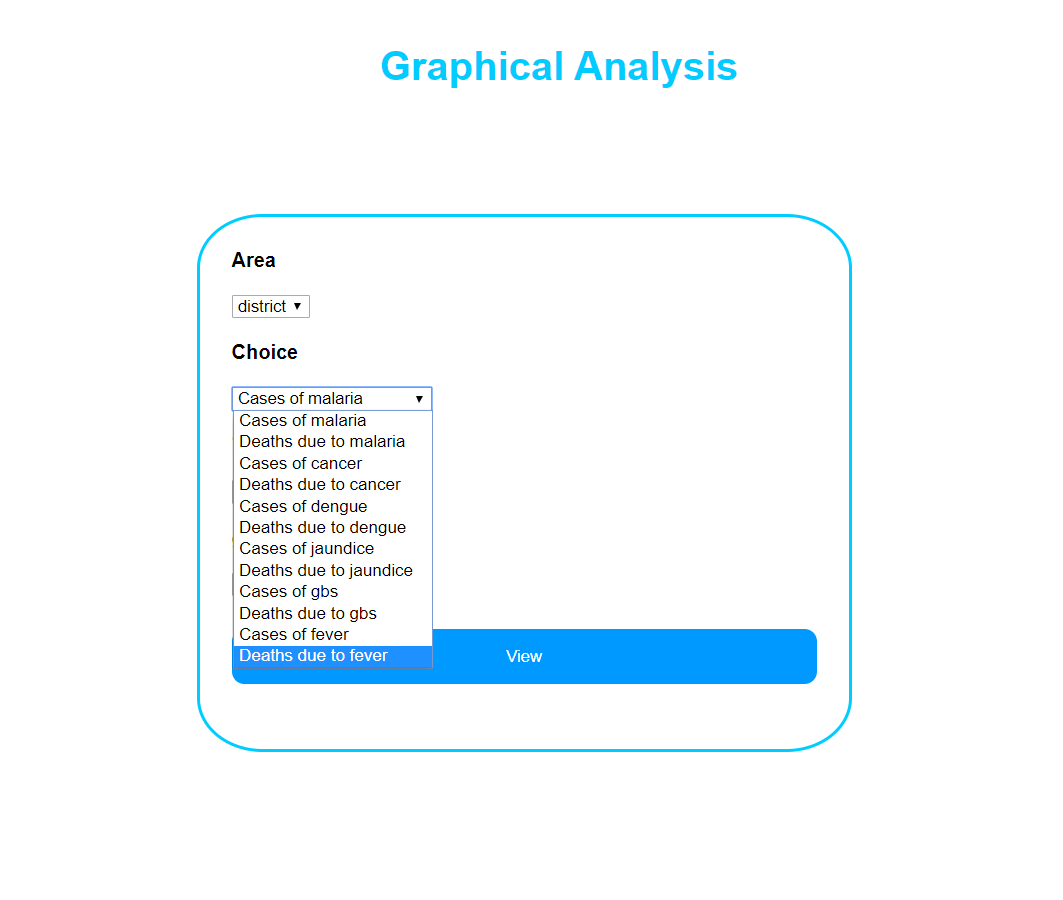 Graphical Analysis
Area
district
Choice
Cases of malaria
Cases of malaria
Deaths due to malaria
Cases of cancer
Deaths due to cancer
Cases of dengue
Deaths due to dengue
Cases of jaundice
Deaths due to jaundice
Cases of gbs
Deaths due to gbs
Cases of fever
Deaths due to fever
View